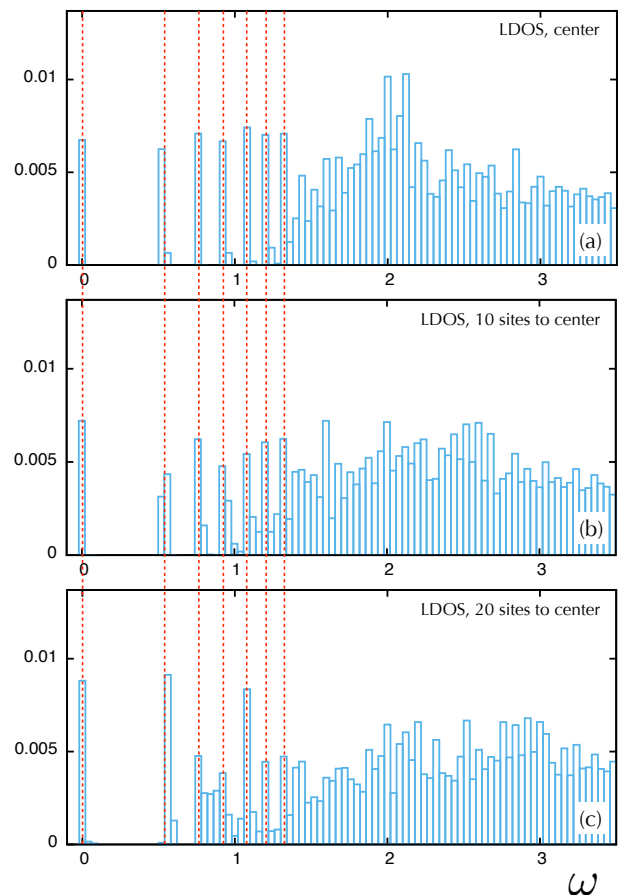 LDOS, center
0.01
0.005
0
(a)
0 1 2 3
LDOS, 10 sites to center
0.01
0.005
0
(b)
0 1 2 3
LDOS, 20 sites to center
0.01
0.005
0
(c)
0 1 2 3
ω